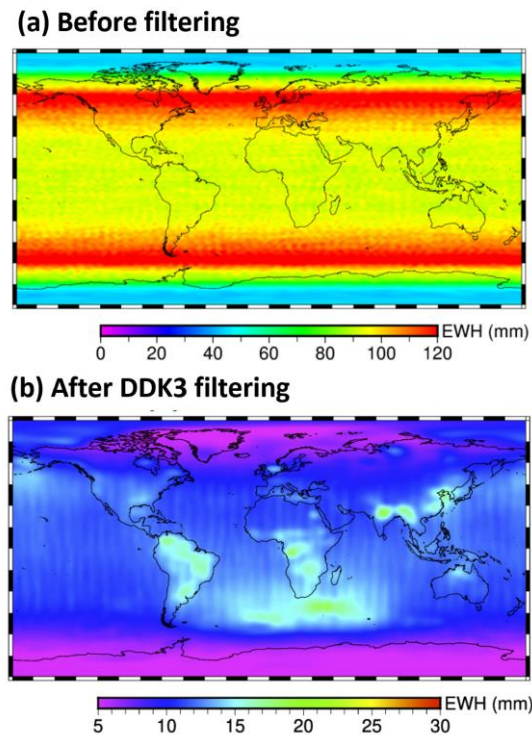 (a) Before filtering
EWH (mm)
0 20 40 60 80 100 120
(b) After DDK3 filtering
EWH (mm)
5 10 15 20 25 30